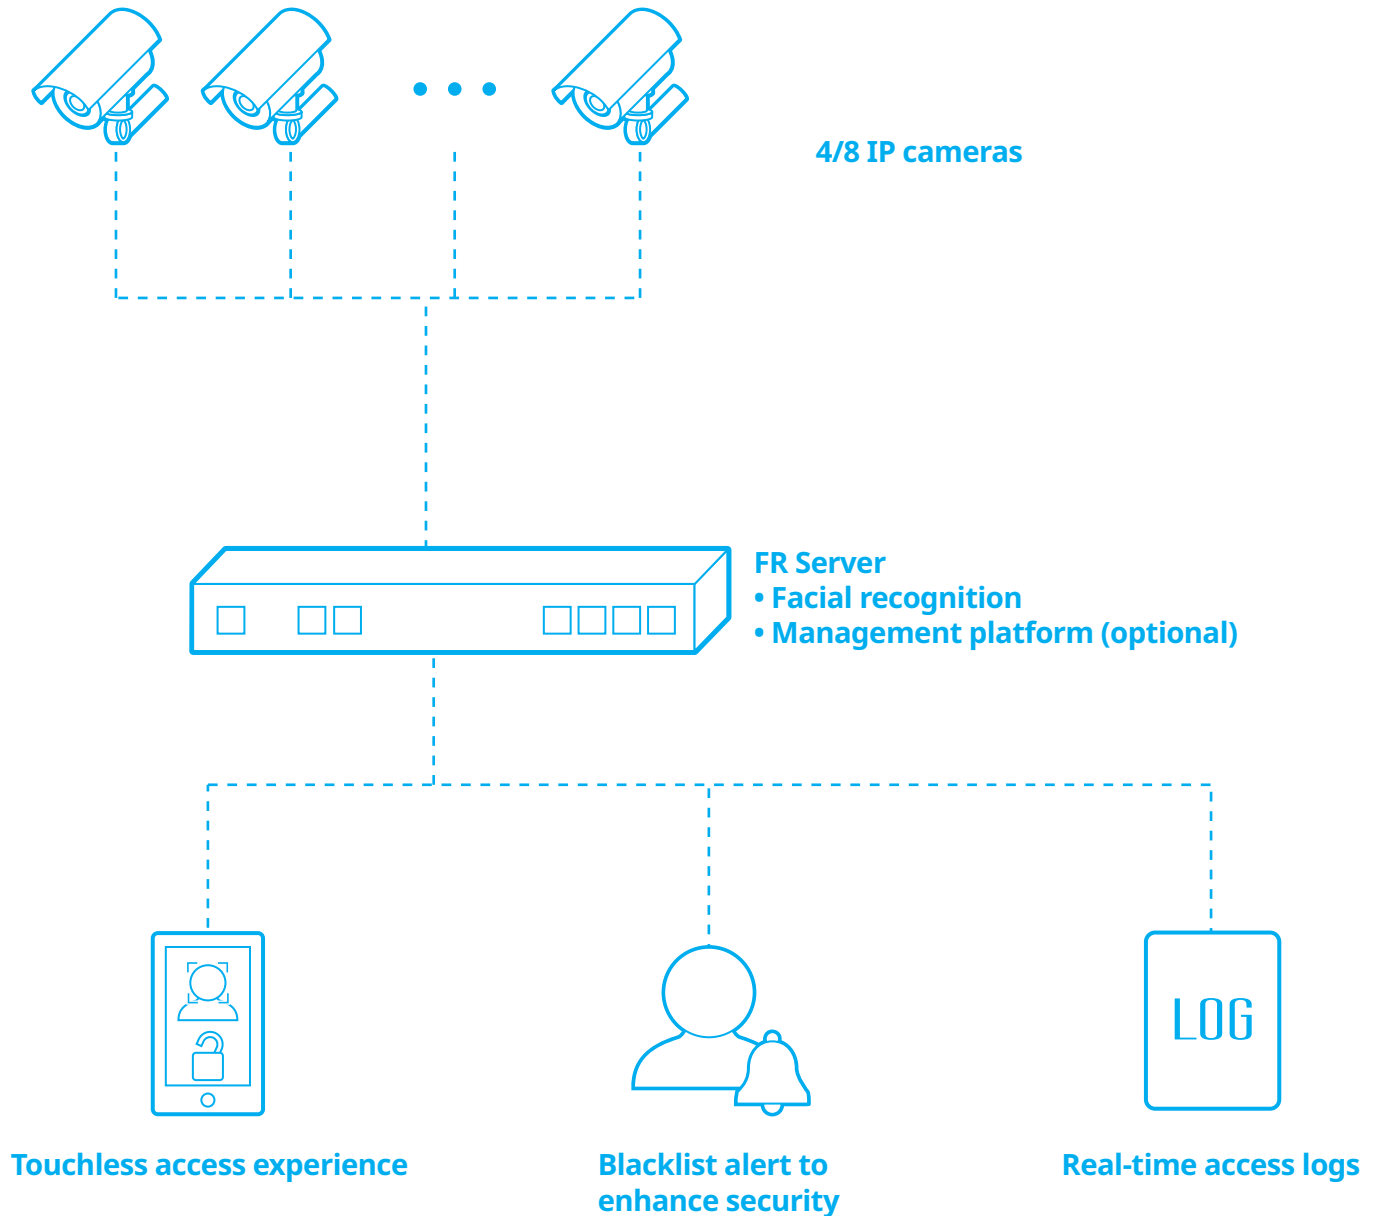 4/8 IP cameras
FR Server
• Facial recognition
• Management platform (optional)
LOG
Touchless access experience
Blacklist alert to
enhance security
Real-time access logs